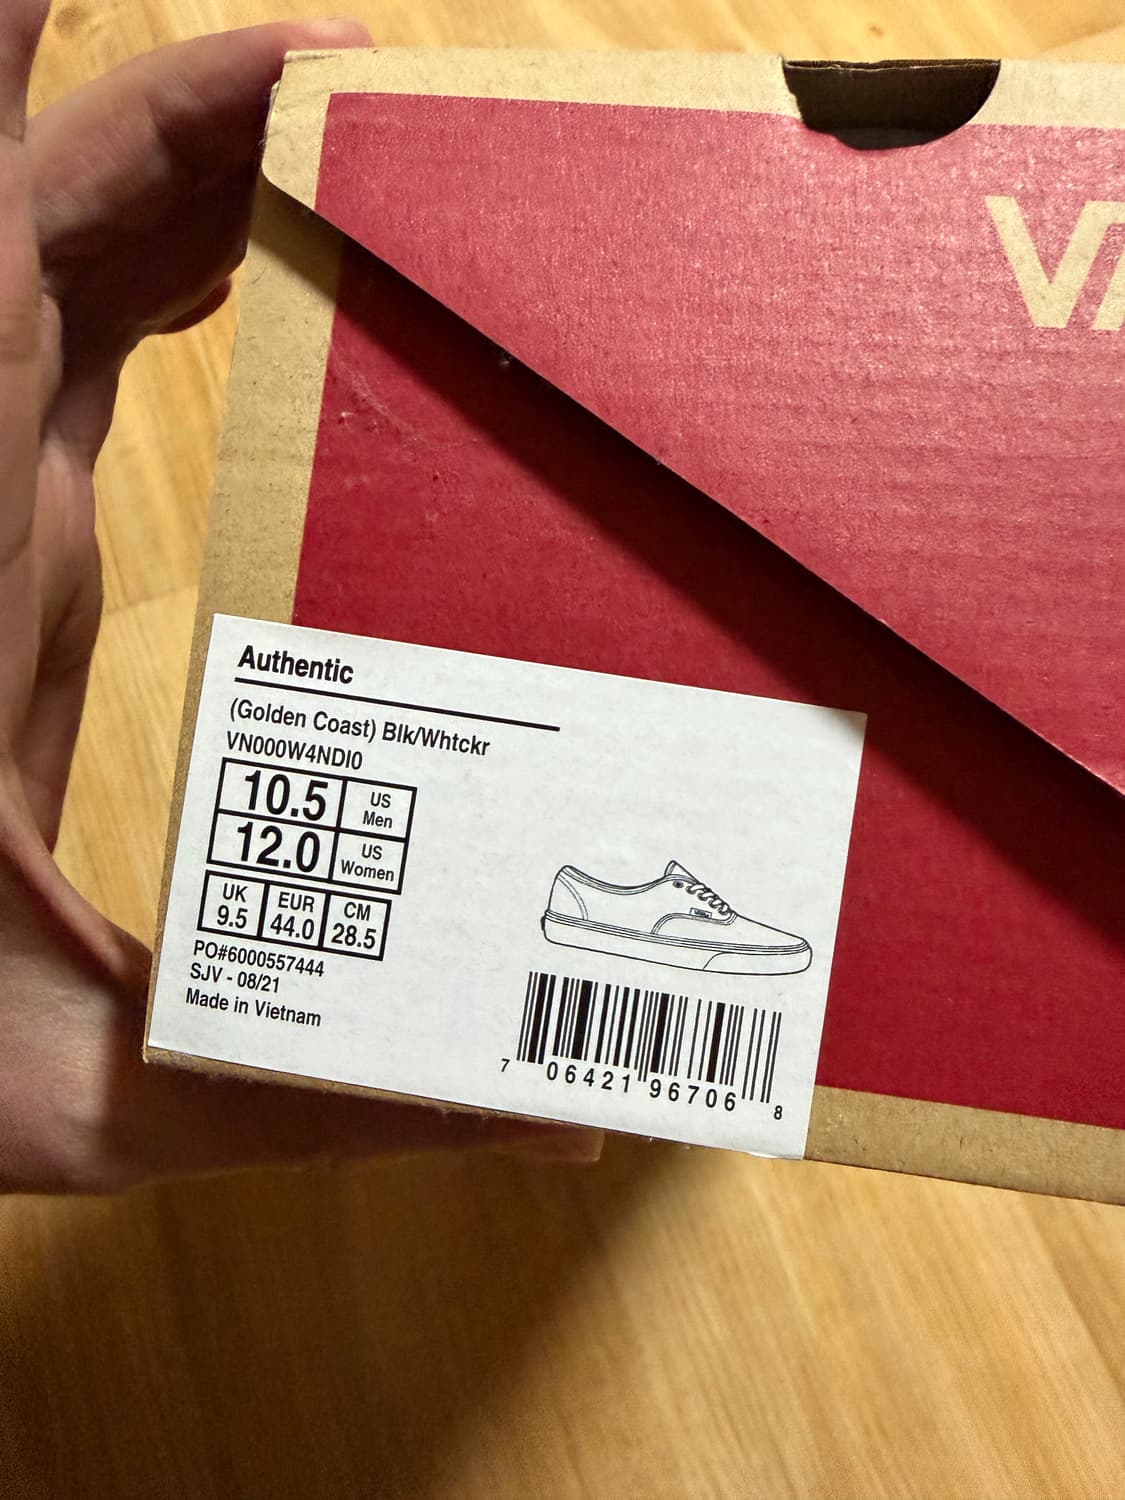 VA
Authentic
(Golden Coast) Blk/Whtckr
VN000W4NDI0
10.5 US Men
12.0 US Women
UK 9.5 EUR 44.0 CM 28.5
PO#6000557444
SJV - 08/21
Made in Vietnam
7 06421 96706 8